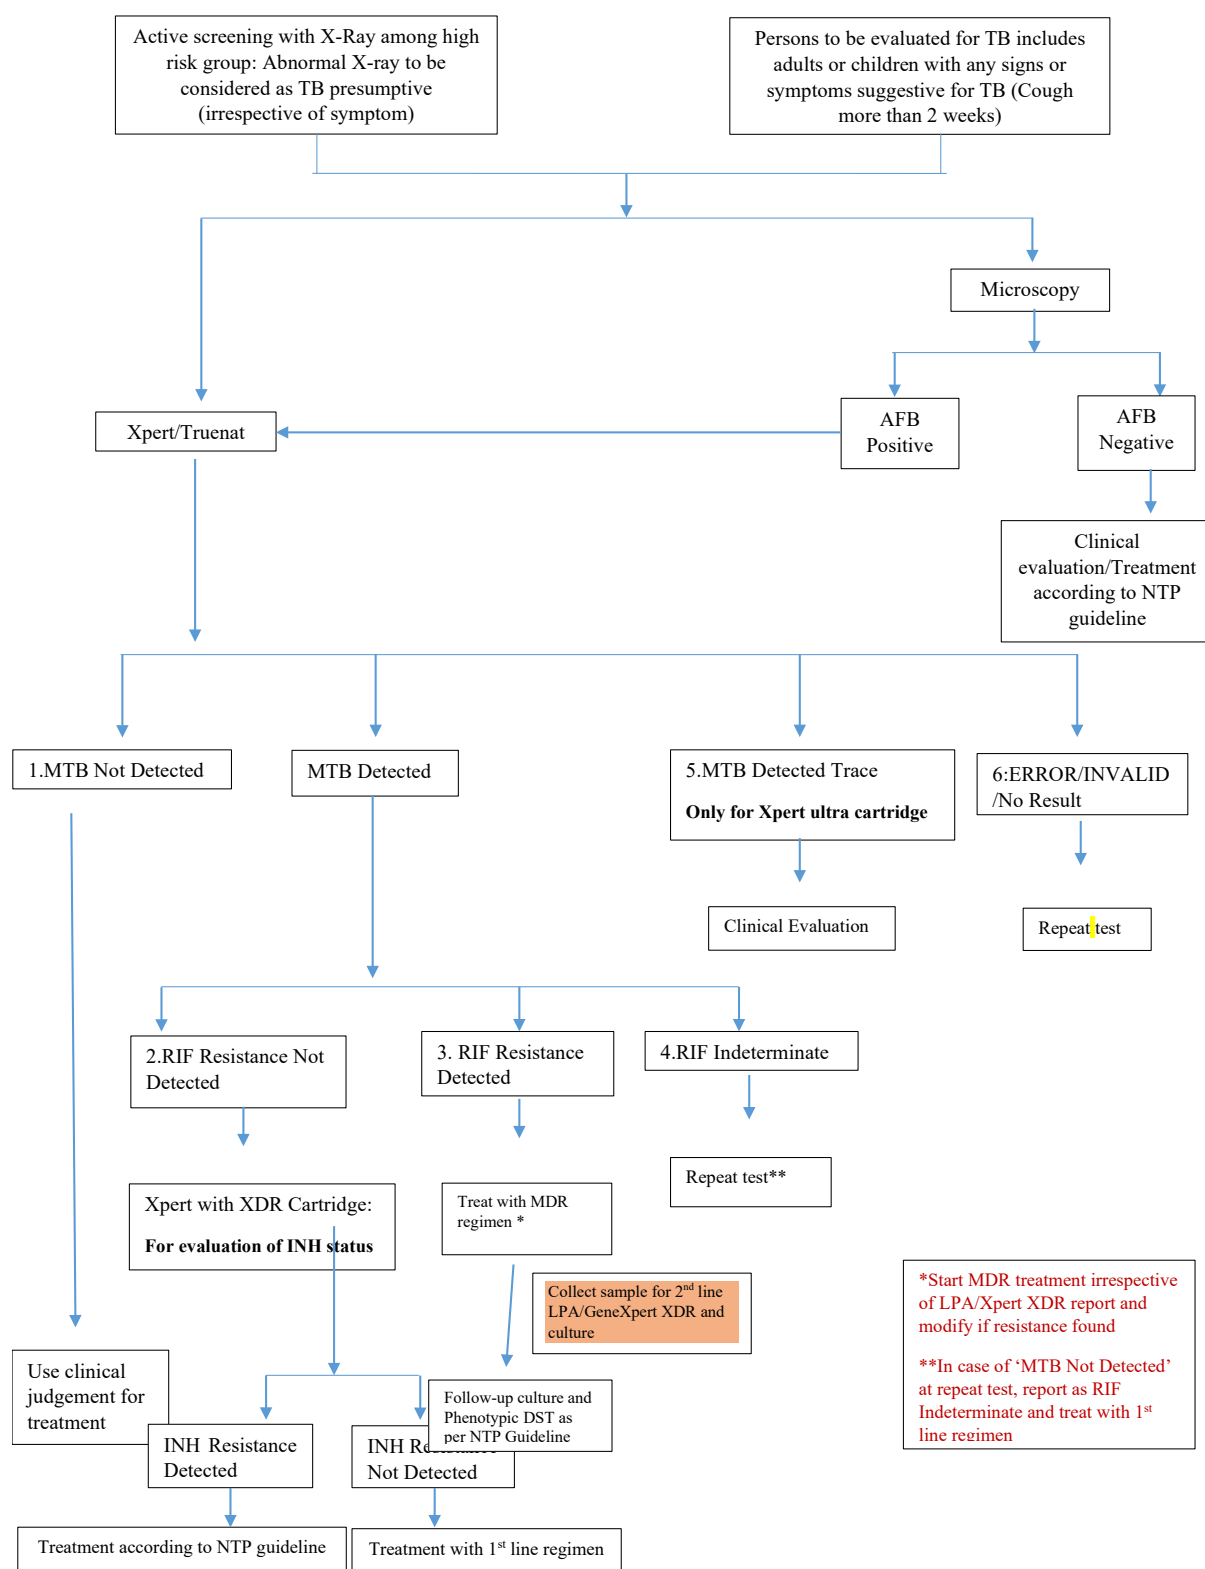 Active screening with X-Ray among high
risk group: Abnormal X-ray to be
considered as TB presumptive
(irrespective of symptom)
Persons to be evaluated for TB includes
adults or children with any signs or
symptoms suggestive for TB (Cough
more than 2 weeks)
Microscopy
Xpert/Truenat
AFB
Positive
AFB
Negative
Clinical
evaluation/Treatment
according to NTP
guideline
1.MTB Not Detected
MTB Detected
5.MTB Detected Trace
Only for Xpert ultra cartridge
6:ERROR/INVALID
/No Result
Clinical Evaluation
Repeat test
2.RIF Resistance Not
Detected
3. RIF Resistance
Detected
4.RIF Indeterminate
Xpert with XDR Cartridge:
For evaluation of INH status
Treat with MDR
regimen *
Repeat test**
Collect sample for 2nd line
LPA/GeneXpert XDR and
culture
*Start MDR treatment irrespective
of LPA/Xpert XDR report and
modify if resistance found
**In case of ‘MTB Not Detected’
at repeat test, report as RIF
Indeterminate and treat with 1st
line regimen
Use clinical
judgement for
treatment
Follow-up culture and
Phenotypic DST as
per NTP Guideline
INH Resistance
Detected
INH Resistance
Not Detected
Treatment according to NTP guideline
Treatment with 1st line regimen